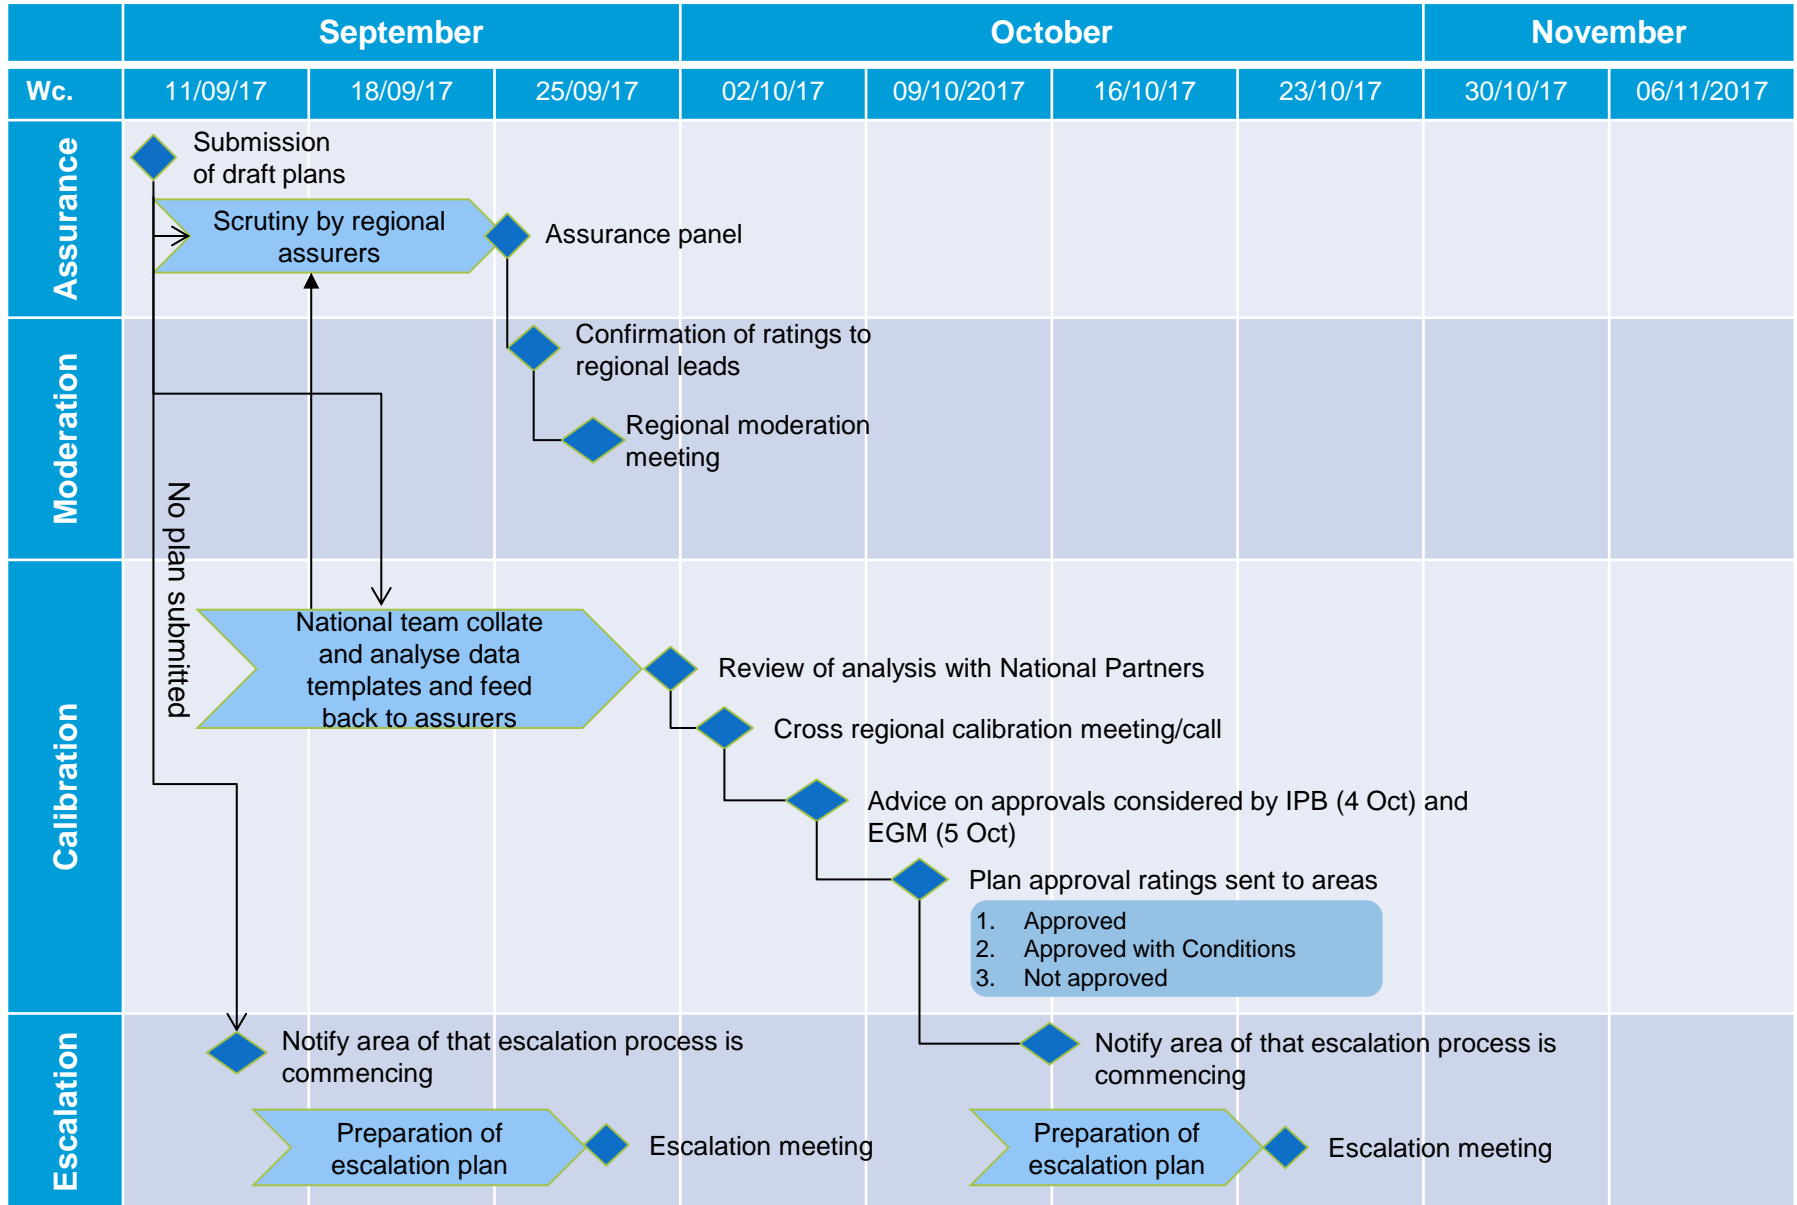 September
October
November
Wc.
11/09/17
18/09/17
25/09/17
02/10/17
09/10/2017
16/10/17
23/10/17
30/10/17
06/11/2017
Assurance
Submission
of draft plans
Scrutiny by regional
assurers
Assurance panel
Moderation
Confirmation of ratings to
regional leads
Regional moderation
meeting
No plan submitted
Calibration
National team collate
and analyse data
templates and feed
back to assurers
Review of analysis with National Partners
Cross regional calibration meeting/call
Advice on approvals considered by IPB (4 Oct) and
EGM (5 Oct)
Plan approval ratings sent to areas
1. Approved
2. Approved with Conditions
3. Not approved
Escalation
Notify area of that escalation process is
commencing
Notify area of that escalation process is
commencing
Preparation of
escalation plan
Escalation meeting
Preparation of
escalation plan
Escalation meeting